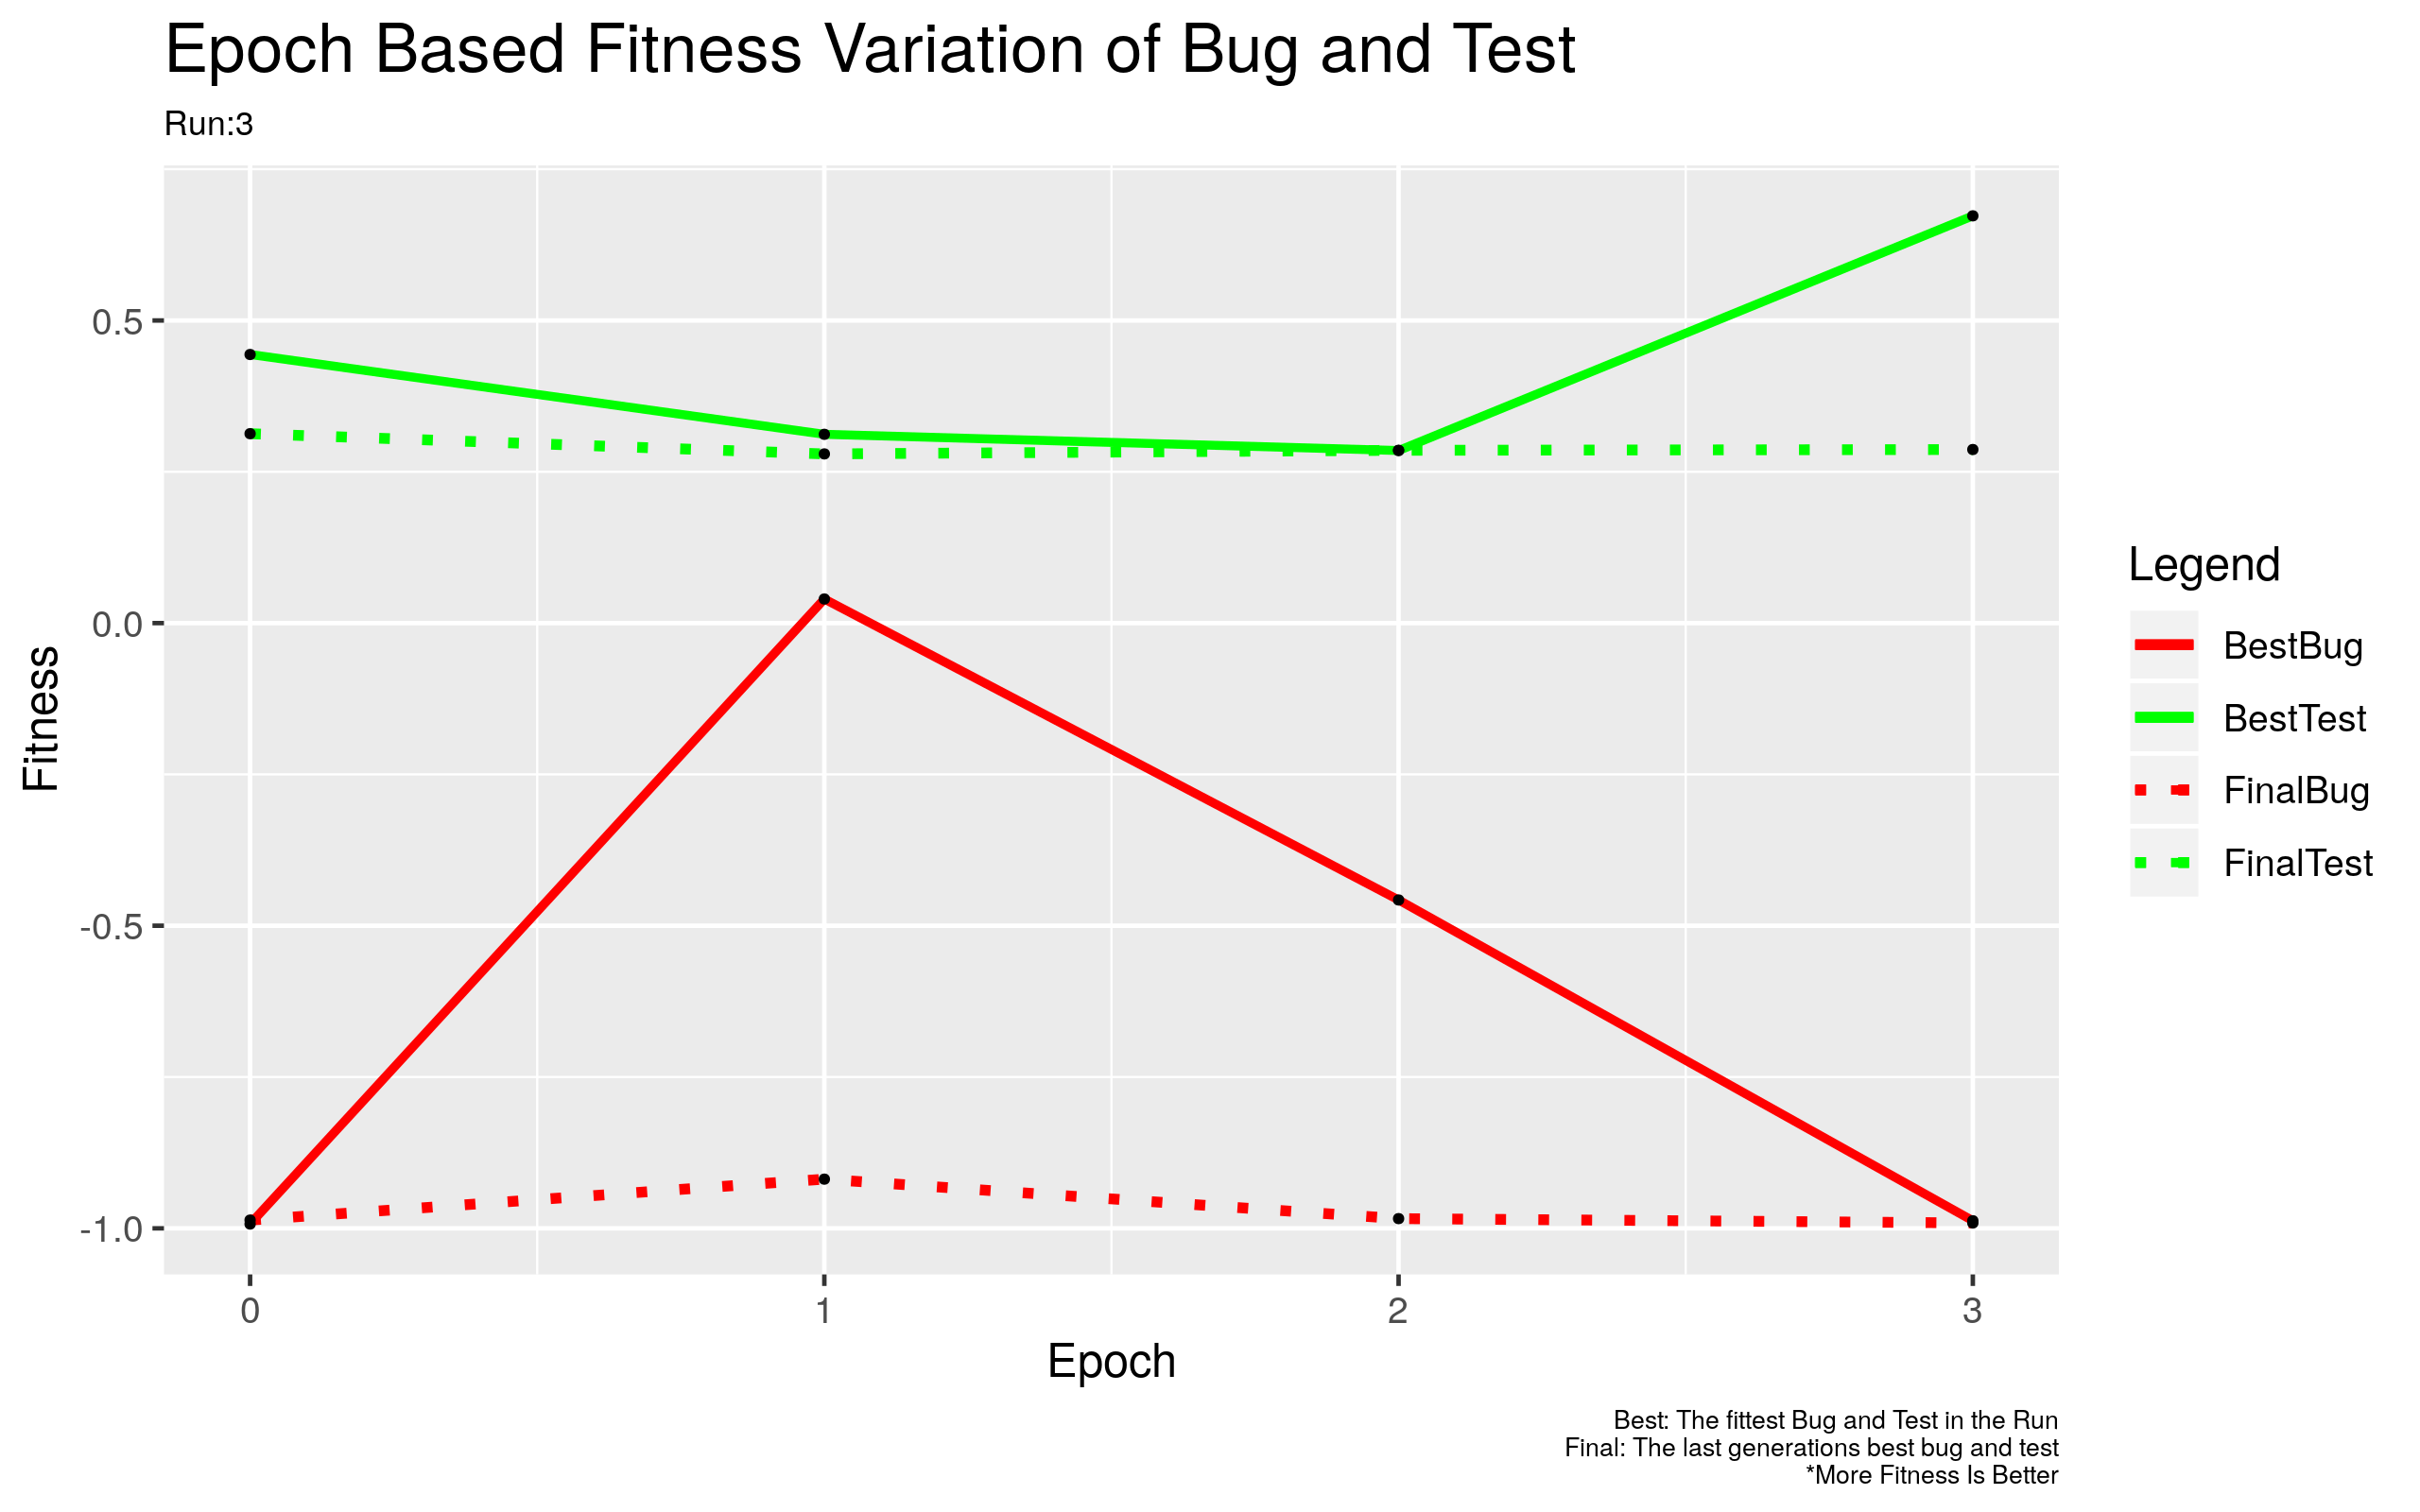 Epoch Based Fitness Variation of Bug and Test
Run:3
Fitness
0.5
0.0
-0.5
-1.0
0
1
2
3
Epoch
Legend
BestBug
BestTest
FinalBug
FinalTest
Best: The fittest Bug and Test in the Run
Final: The last generations best bug and test
*More Fitness Is Better